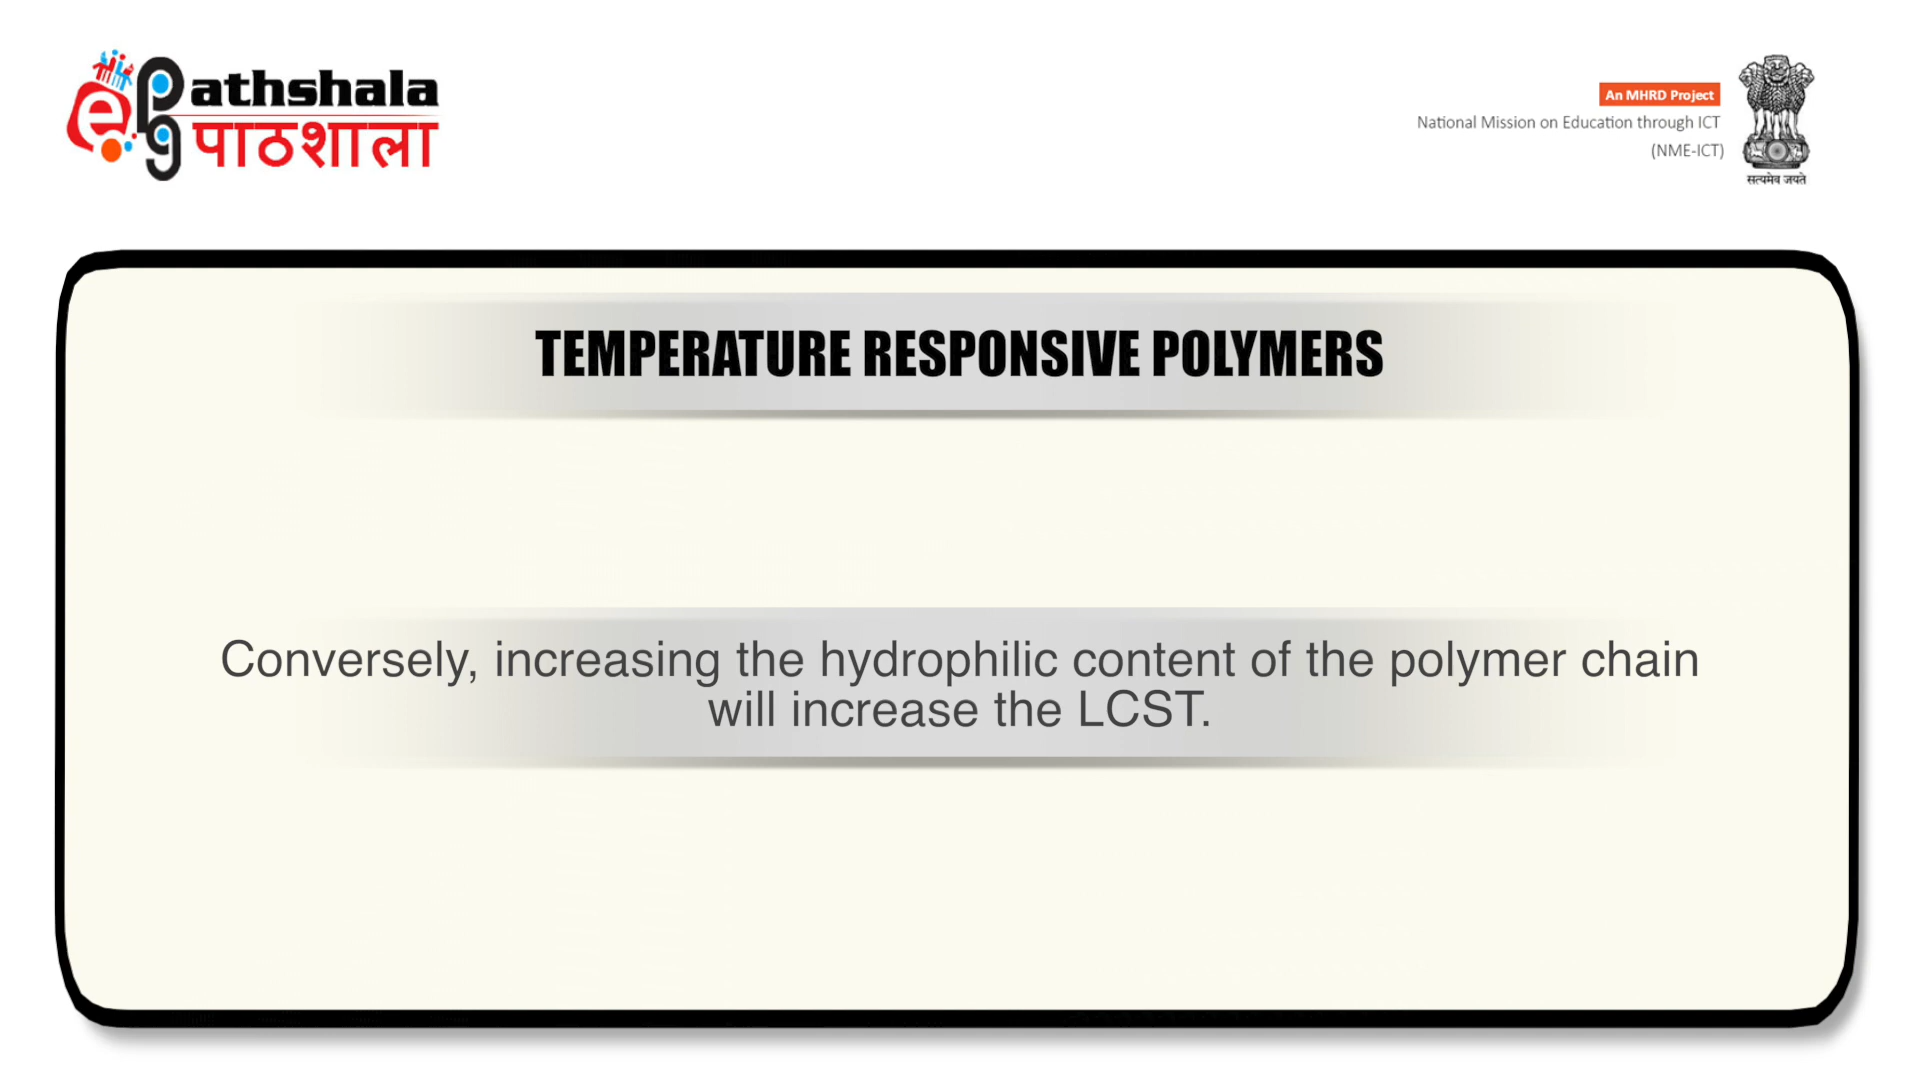 e Pg athshala
पाठशाला
An MHRD Project
National Mission on Education through ICT
(NME-ICT)
सत्यमेव जयते
TEMPERATURE RESPONSIVE POLYMERS
Conversely, increasing the hydrophilic content of the polymer chain
will increase the LCST.